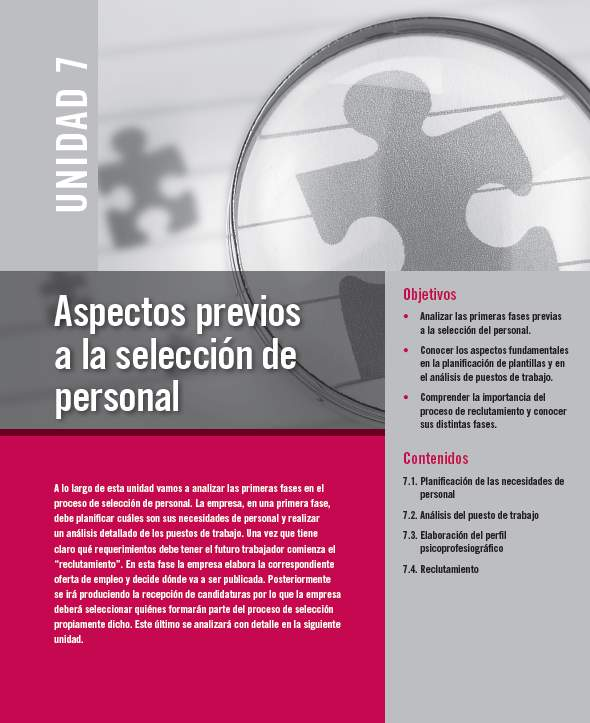 UNIDAD 7
Aspectos previos
a la selección de
personal
A lo largo de esta unidad vamos a analizar las primeras fases en el
proceso de selección de personal. La empresa, en una primera fase,
debe planificar cuáles son sus necesidades de personal y realizar
un análisis detallado de los puestos de trabajo. Una vez que tiene
claro qué requerimientos debe tener el futuro trabajador comienza el
“reclutamiento”. En esta fase la empresa elabora la correspondiente
oferta de empleo y decide dónde va a ser publicada. Posteriormente
se irá produciendo la recepción de candidaturas por lo que la empresa
deberá seleccionar quiénes formarán parte del proceso de selección
propiamente dicho. Este último se analizará con detalle en la siguiente
unidad.
Objetivos
• Analizar las primeras fases previas
a la selección del personal.
• Conocer los aspectos fundamentales
en la planificación de plantillas y en
el análisis de puestos de trabajo.
• Comprender la importancia del
proceso de reclutamiento y conocer
sus distintas fases.
Contenidos
7.1. Planificación de las necesidades de
personal
7.2. Análisis del puesto de trabajo
7.3. Elaboración del perfil
psicoprofesiográfico
7.4. Reclutamiento